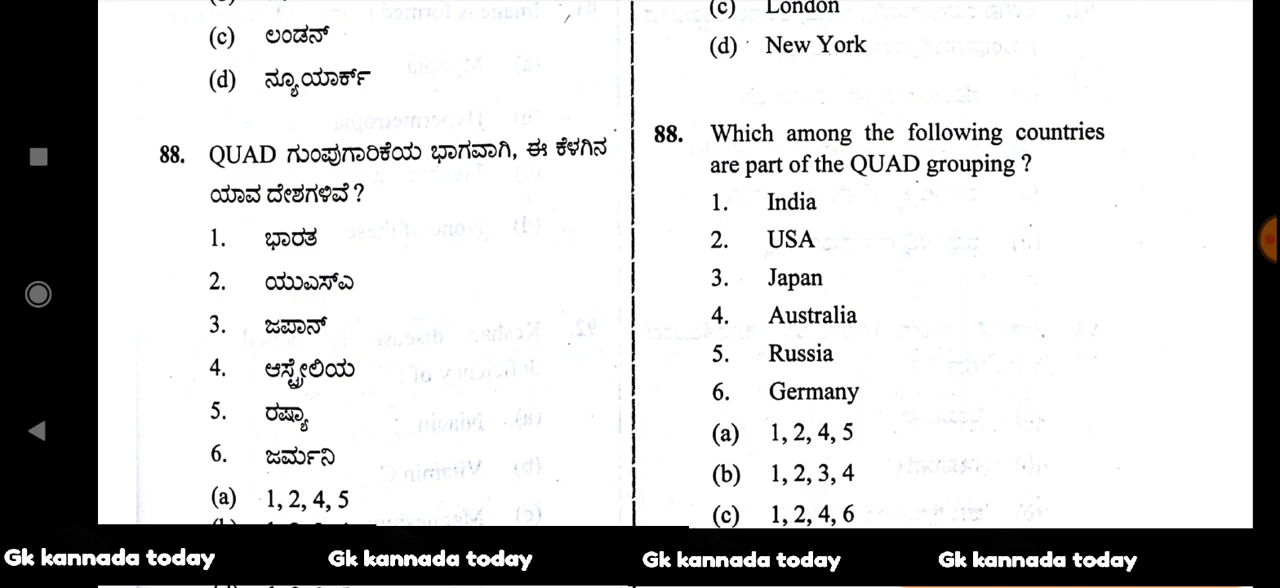 (c) ಲಂಡನ್
(d) ನ್ಯೂಯಾರ್ಕ್
88. QUAD ಗುಂಪುಗಾರಿಕೆಯ ಭಾಗವಾಗಿ, ಈ ಕೆಳಗಿನ
ಯಾವ ದೇಶಗಳಿವೆ ?
1. ಭಾರತ
2. ಯುಎಸ್‌ಎ
3. ಜಪಾನ್
4. ಆಸ್ಟ್ರೇಲಿಯ
5. ರಷ್ಯಾ
6. ಜರ್ಮನಿ
(a) 1, 2, 4, 5
(c) London
(d) New York
88. Which among the following countries
are part of the QUAD grouping ?
1. India
2. USA
3. Japan
4. Australia
5. Russia
6. Germany
(a) 1, 2, 4, 5
(b) 1, 2, 3, 4
(c) 1, 2, 4, 6
Gk kannada today Gk kannada today Gk kannada today Gk kannada today